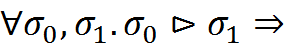 ∀σ₀, σ₁. σ₀ ⊳ σ₁ ⇒